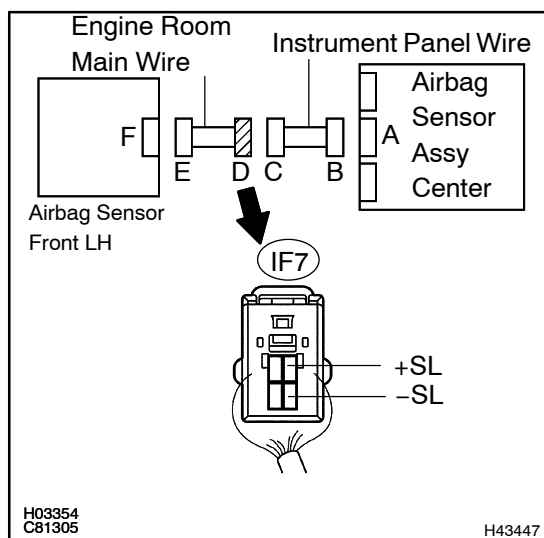 Engine Room
Main Wire
Instrument Panel Wire
Airbag
Sensor
Assy
Center
F
E
D
C
B
A
Airbag Sensor
Front LH
IF7
+SL
−SL
H03354
C81305
H43447